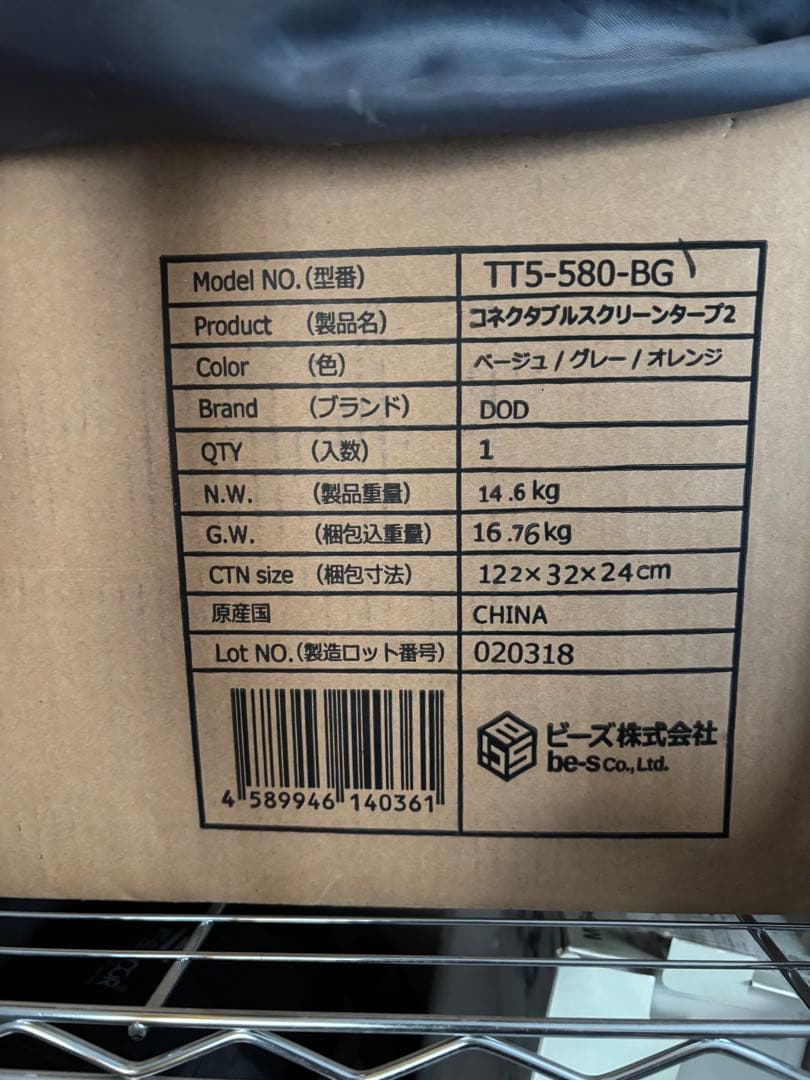 Model NO.(型番) TT5-580-BG
Product (製品名) コネクタブルスクリーンタープ2
Color (色) ベージュ/グレー/オレンジ
Brand (ブランド) DOD
QTY (入数) 1
N.W. (製品重量) 14.6kg
G.W. (梱包込重量) 16.76kg
CTN size (梱包寸法) 122×32×24cm
原産国 CHINA
Lot NO.(製造ロット番号) 020318
4 589946 140361
ビーズ株式会社
be-s Co.,Ltd.